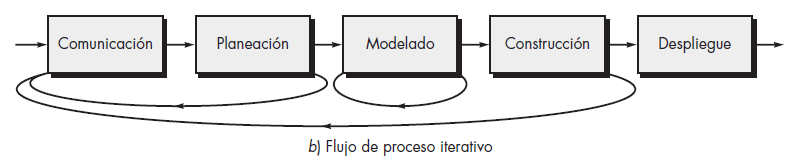 Comunicación
Planeación
Modelado
Construcción
Despliegue
b) Flujo de proceso iterativo